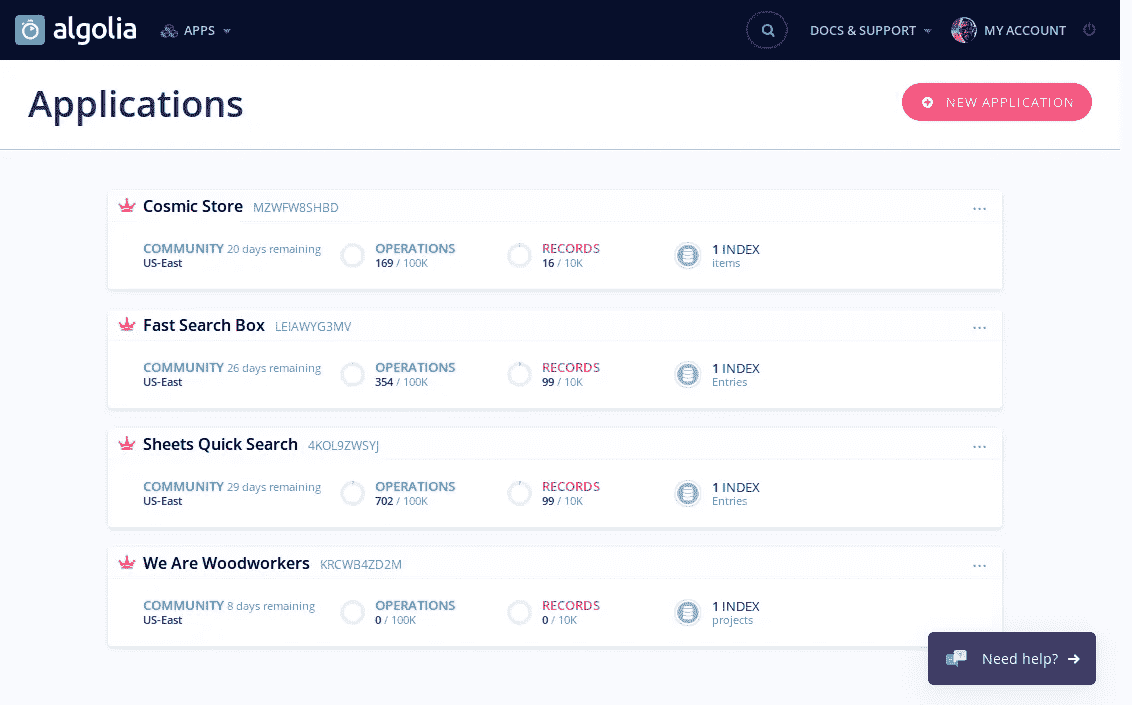 algolia APPS DOCS & SUPPORT MY ACCOUNT
Applications NEW APPLICATION
Cosmic Store MZWFW8SHBD ...
COMMUNITY 20 days remaining OPERATIONS RECORDS 1 INDEX
US-East 169 / 100K 16 / 10K items
Fast Search Box LEIAWYG3MV ...
COMMUNITY 26 days remaining OPERATIONS RECORDS 1 INDEX
US-East 354 / 100K 99 / 10K Entries
Sheets Quick Search 4KOL9ZWSYJ ...
COMMUNITY 29 days remaining OPERATIONS RECORDS 1 INDEX
US-East 702 / 100K 99 / 10K Entries
We Are Woodworkers KRCWB4ZD2M ...
COMMUNITY 8 days remaining OPERATIONS RECORDS 1 INDEX
US-East 0 / 100K 0 / 10K projects
Need help? →